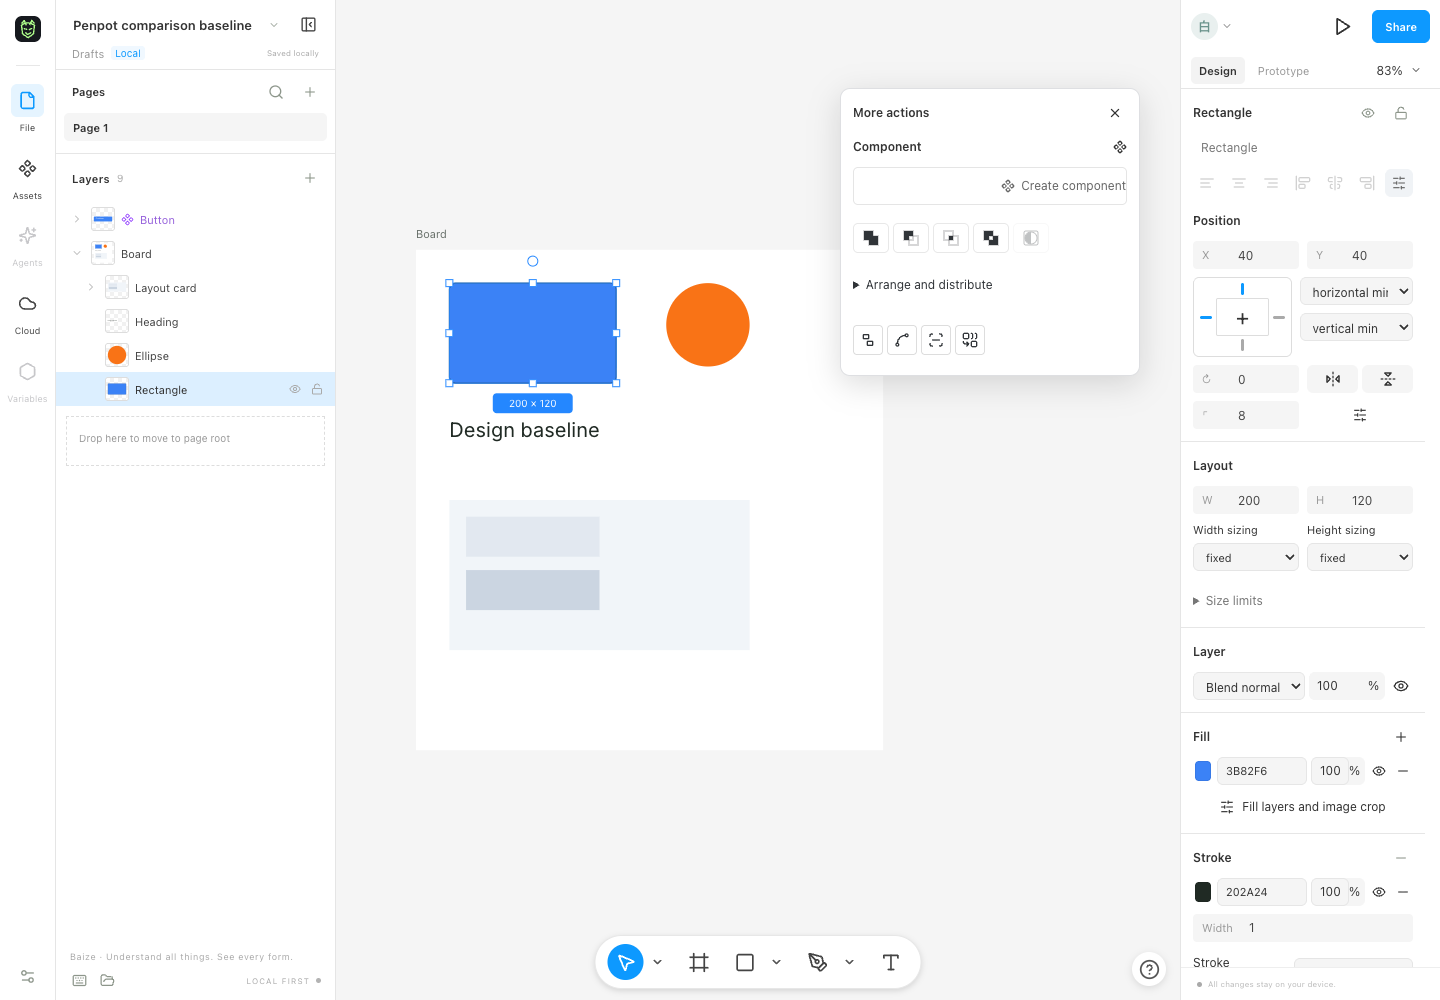 Penpot comparison baseline
Drafts Local Saved locally
File
Assets
Agents
Cloud
Variables
Pages
Page 1
Layers 9
Button
Board
Layout card
Heading
Ellipse
Rectangle
Drop here to move to page root
Baize · Understand all things. See every form.
LOCAL FIRST
Board
200 × 120
Design baseline
More actions
Component
Create component
Arrange and distribute
白
Share
Design Prototype 83%
Rectangle
Rectangle
Position
X 40 Y 40
horizontal min
vertical min
0
8
Layout
W 200 H 120
Width sizing Height sizing
fixed fixed
Size limits
Layer
Blend normal 100 %
Fill
3B82F6 100 %
Fill layers and image crop
Stroke
202A24 100 %
Width 1
Stroke
All changes stay on your device.